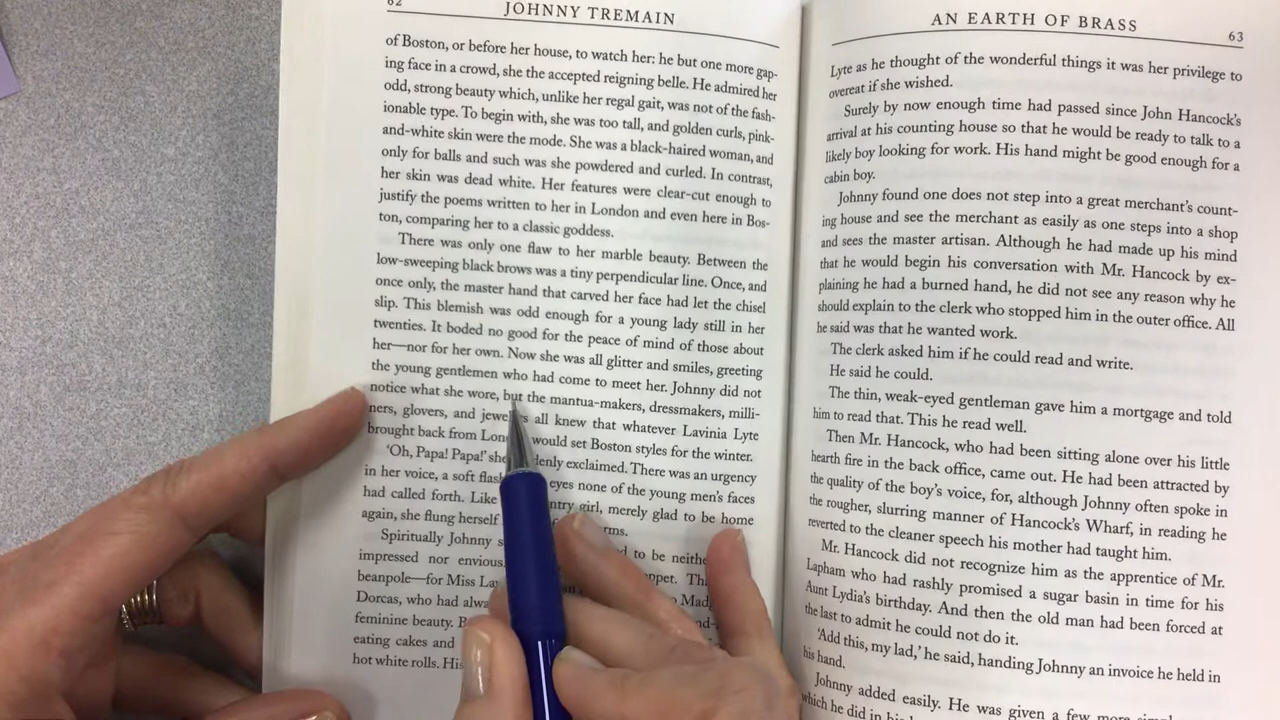 62
JOHNNY TREMAIN
of Boston, or before her house, to watch her: he but one more gap-
ing face in a crowd, she the accepted reigning belle. He admired her
odd, strong beauty which, unlike her regal gait, was not of the fash-
ionable type. To begin with, she was too tall, and golden curls, pink-
and-white skin were the mode. She was a black-haired woman, and
only for balls and such was she powdered and curled. In contrast,
her skin was dead white. Her features were clear-cut enough to
justify the poems written to her in London and even here in Bos-
ton, comparing her to a classic goddess.
There was only one flaw to her marble beauty. Between the
low-sweeping black brows was a tiny perpendicular line. Once, and
once only, the master hand that carved her face had let the chisel
slip. This blemish was odd enough for a young lady still in her
twenties. It boded no good for the peace of mind of those about
her—nor for her own. Now she was all glitter and smiles, greeting
the young gentlemen who had come to meet her. Johnny did not
notice what she wore, but the mantua-makers, dressmakers, milli-
ners, glovers, and jewelers all knew that whatever Lavinia Lyte
brought back from London would set Boston styles for the winter.
'Oh, Papa! Papa!' she exclaimed. There was an urgency
in her voice, a soft eyes none of the young men's faces
had called forth. Like girl, merely glad to be home
again, she flung herself
Spiritually Johnny to be
impressed nor envious.
beanpole—for Miss
Dorcas, who had
feminine beauty.
eating cakes and
hot white rolls. His
AN EARTH OF BRASS
63
Lyte as he thought of the wonderful things it was her privilege to
overeat if she wished.
Surely by now enough time had passed since John Hancock's
arrival at his counting house so that he would be ready to talk to a
likely boy looking for work. His hand might be good enough for a
cabin boy.
Johnny found one does not step into a great merchant's count-
ing house and see the merchant as easily as one steps into a shop
and sees the master artisan. Although he had made up his mind
that he would begin his conversation with Mr. Hancock by ex-
plaining he had a burned hand, he did not see any reason why he
should explain to the clerk who stopped him in the outer office. All
he said was that he wanted work.
The clerk asked him if he could read and write.
He said he could.
The thin, weak-eyed gentleman gave him a mortgage and told
him to read that. This he read well.
Then Mr. Hancock, who had been sitting alone over his little
hearth fire in the back office, came out. He had been attracted by
the quality of the boy's voice, for, although Johnny often spoke in
the rougher, slurring manner of Hancock's Wharf, in reading he
reverted to the cleaner speech his mother had taught him.
Mr. Hancock did not recognize him as the apprentice of Mr.
Lapham who had rashly promised a sugar basin in time for his
Aunt Lydia's birthday. And then the old man had been forced at
the last to admit he could not do it.
'Add this, my lad,' he said, handing Johnny an invoice he held in
his hand.
Johnny added easily. He was given a few more
which he did in his